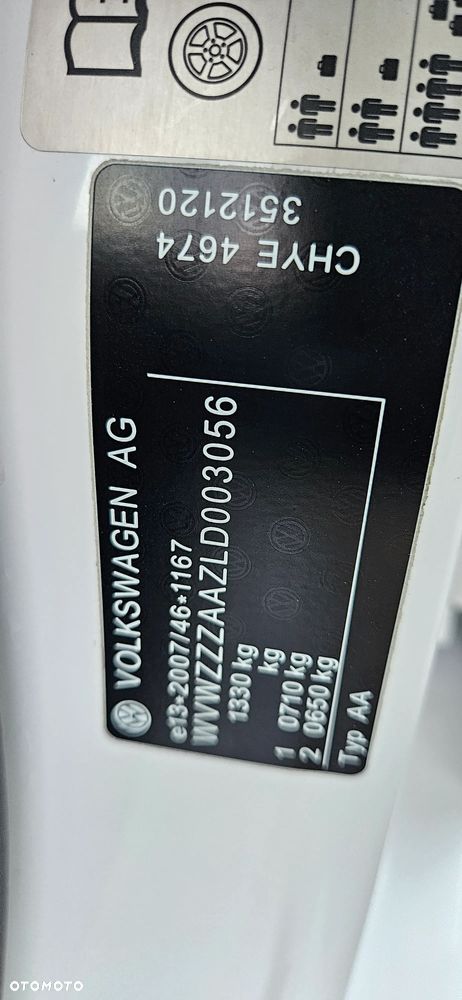 VOLKSWAGEN AG
e13*2007/46*1167
WVWZZZAAZLD003056
1330 kg
kg
1 0710 kg
2 0650 kg
Typ AA
CHYE 4674
3512120
OTOMOTO